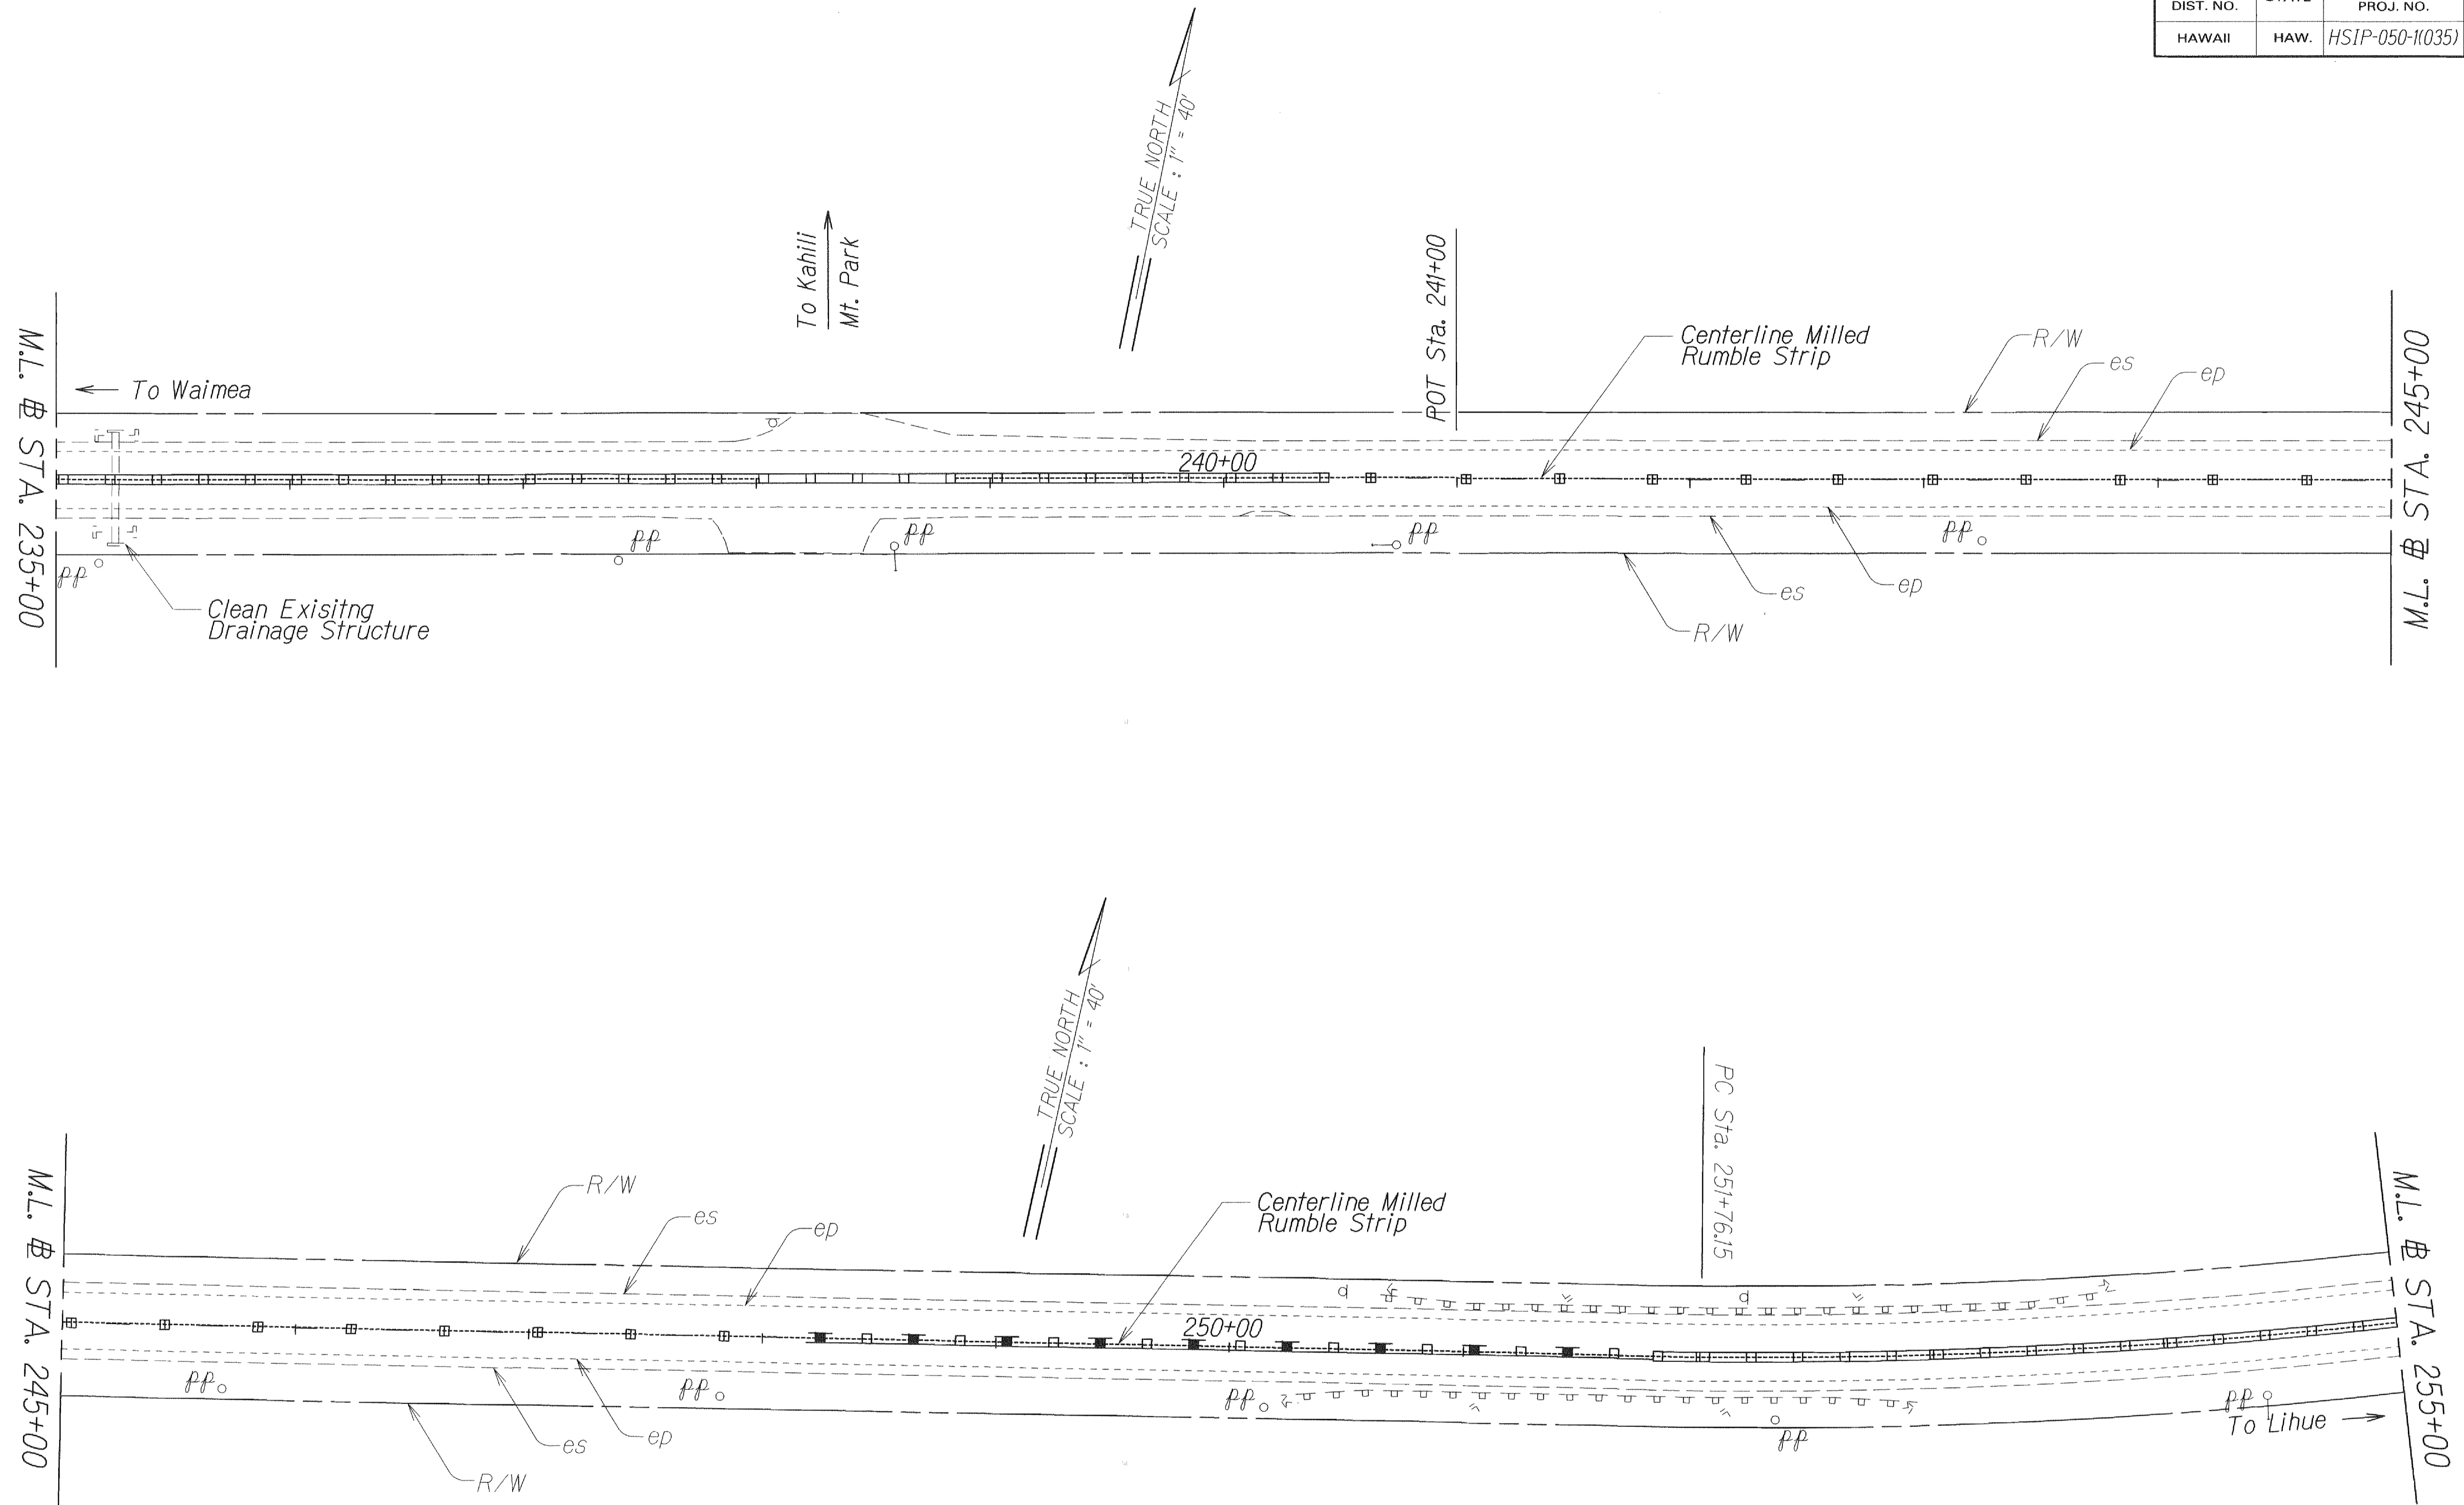 DIST. NO. PROJ. NO.
HAWAII HAW. HSIP-050-1(035)
TRUE NORTH
SCALE : 1" = 40'
To Kahili
Mt. Park
POT Sta. 241+00
Centerline Milled
Rumble Strip
R/W
es
ep
To Waimea
M.L. B STA. 235+00
240+00
M.L. B STA. 245+00
pp
pp
pp
pp
pp
Clean Exisitng
Drainage Structure
es
ep
R/W
TRUE NORTH
SCALE : 1" = 40'
PC Sta. 251+76.15
R/W
es
ep
Centerline Milled
Rumble Strip
M.L. B STA. 245+00
250+00
M.L. B STA. 255+00
pp
pp
pp
pp
pp
To Lihue
es
ep
R/W